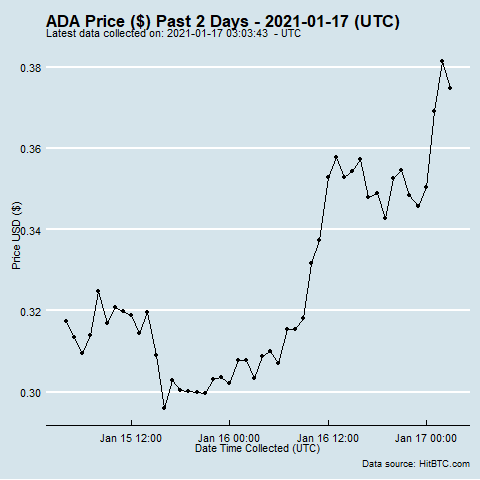 ADA Price ($) Past 2 Days - 2021-01-17 (UTC)
Latest data collected on: 2021-01-17 03:03:43 - UTC
0.38
0.36
0.34
0.32
0.30
Price USD ($)
Jan 15 12:00
Jan 16 00:00
Jan 16 12:00
Jan 17 00:00
Date Time Collected (UTC)
Data source: HitBTC.com